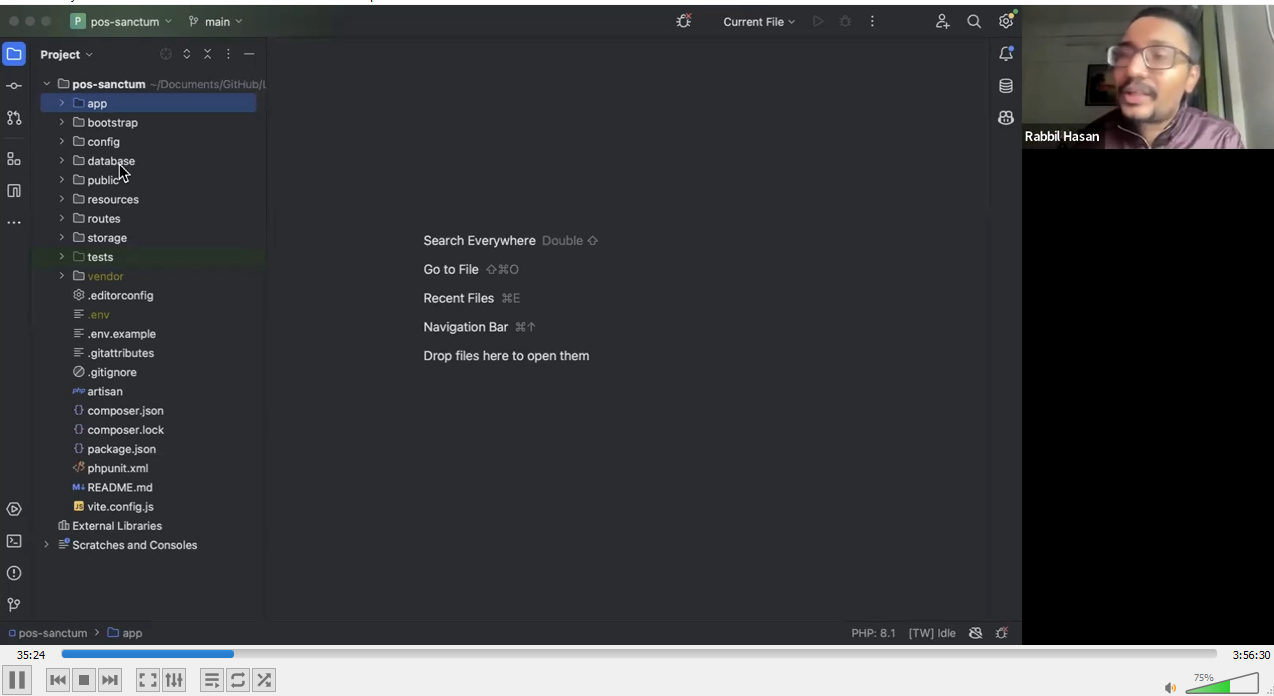 P pos-sanctum
main
Current File
Project
pos-sanctum ~/Documents/GitHub/L
app
bootstrap
config
database
public
resources
routes
storage
tests
vendor
.editorconfig
.env
.env.example
.gitattributes
.gitignore
php artisan
composer.json
composer.lock
package.json
phpunit.xml
M↓ README.md
JS vite.config.js
External Libraries
Scratches and Consoles
Search Everywhere Double ⇧
Go to File ⇧⌘O
Recent Files ⌘E
Navigation Bar ⌘↑
Drop files here to open them
Rabbil Hasan
pos-sanctum > app
PHP: 8.1 [TW] Idle
35:24
3:56:30
75%